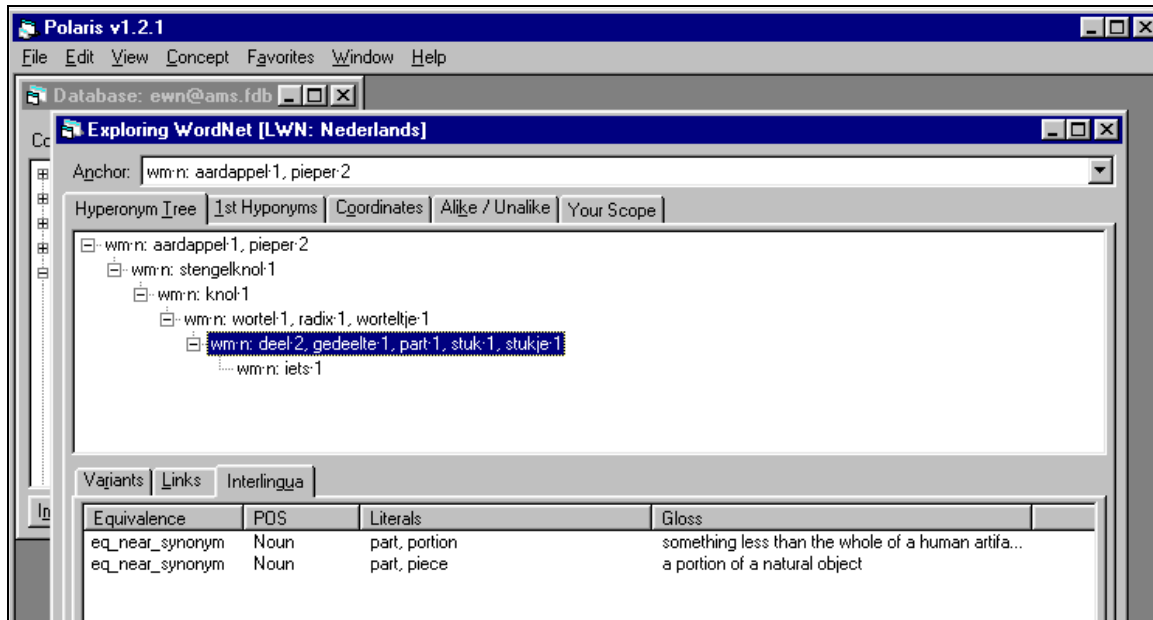 Polaris v1.2.1
File Edit View Concept Favorites Window Help
Database: ewn@ams.fdb
Exploring WordNet [LWN: Nederlands]
Anchor: wm·n: aardappel·1, pieper·2
Hyperonym Tree 1st Hyponyms Coordinates Alike / Unalike Your Scope
wm·n: aardappel·1, pieper·2
wm·n: stengelknol·1
wm·n: knol·1
wm·n: wortel·1, radix·1, worteltje·1
wm·n: deel·2, gedeelte·1, part·1, stuk·1, stukje·1
wm·n: iets·1
Variants Links Interlingua
Equivalence POS Literals Gloss
eq_near_synonym Noun part, portion something less than the whole of a human artifa...
eq_near_synonym Noun part, piece a portion of a natural object